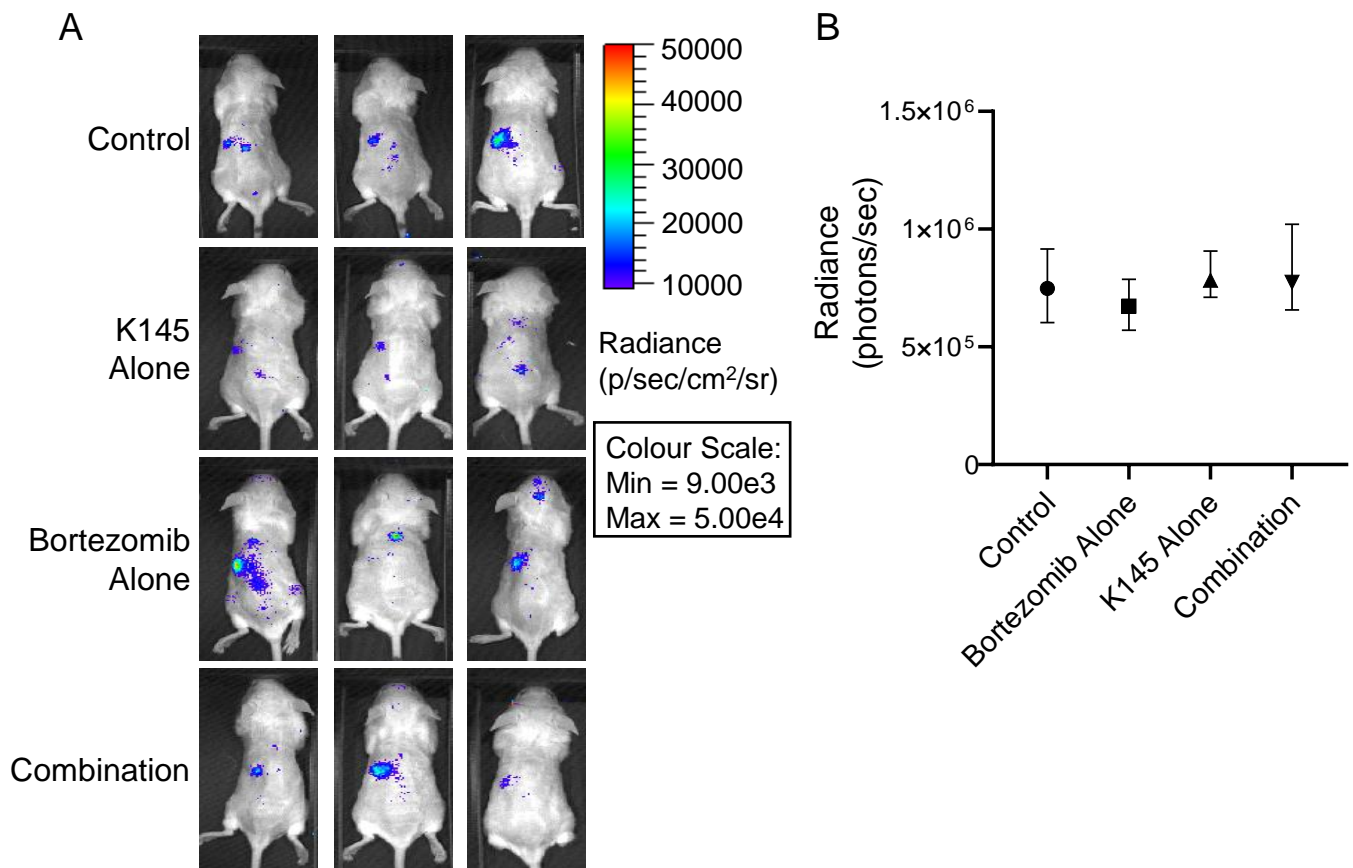 A
Control
K145
Alone
Bortezomib
Alone
Combination
50000
40000
30000
20000
10000
Radiance
(p/sec/cm²/sr)
Colour Scale:
Min = 9.00e3
Max = 5.00e4
B
Radiance
(photons/sec)
1.5×10⁶
1×10⁶
5×10⁵
0
Control
Bortezomib Alone
K145 Alone
Combination